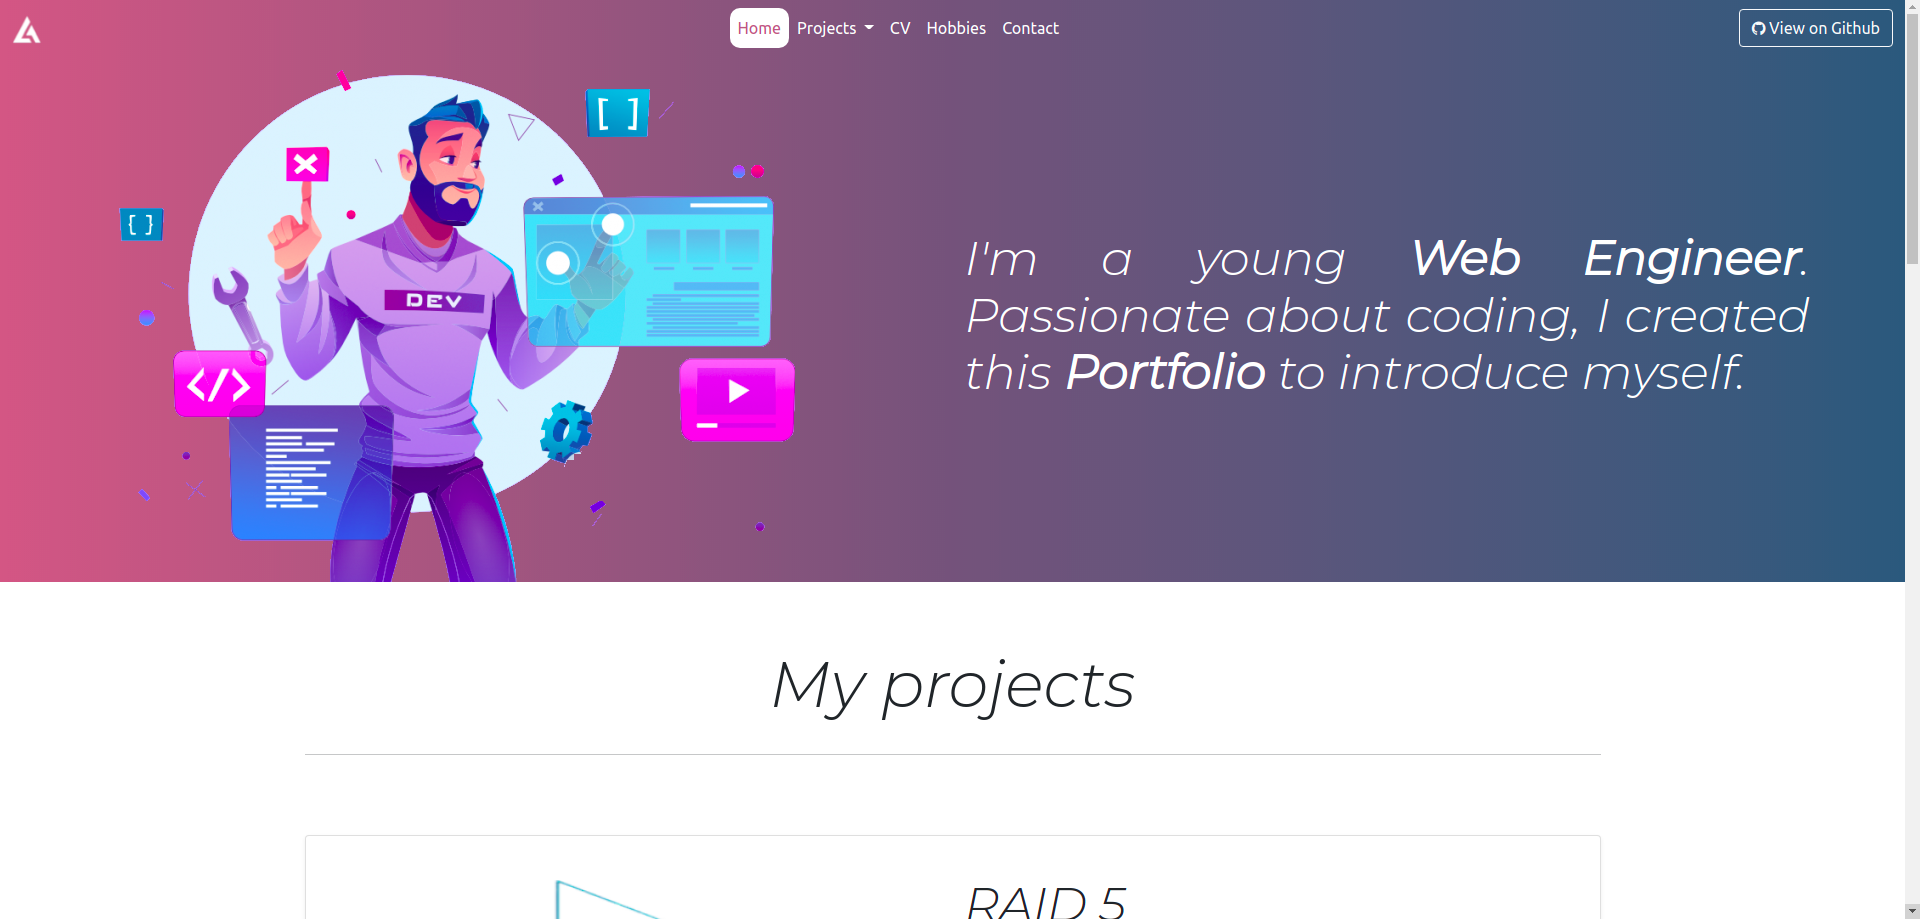 Home Projects CV Hobbies Contact View on Github
[ ]
{ }
DEV
</>
I'm a young Web Engineer.
Passionate about coding, I created
this Portfolio to introduce myself.
My projects
RAID 5